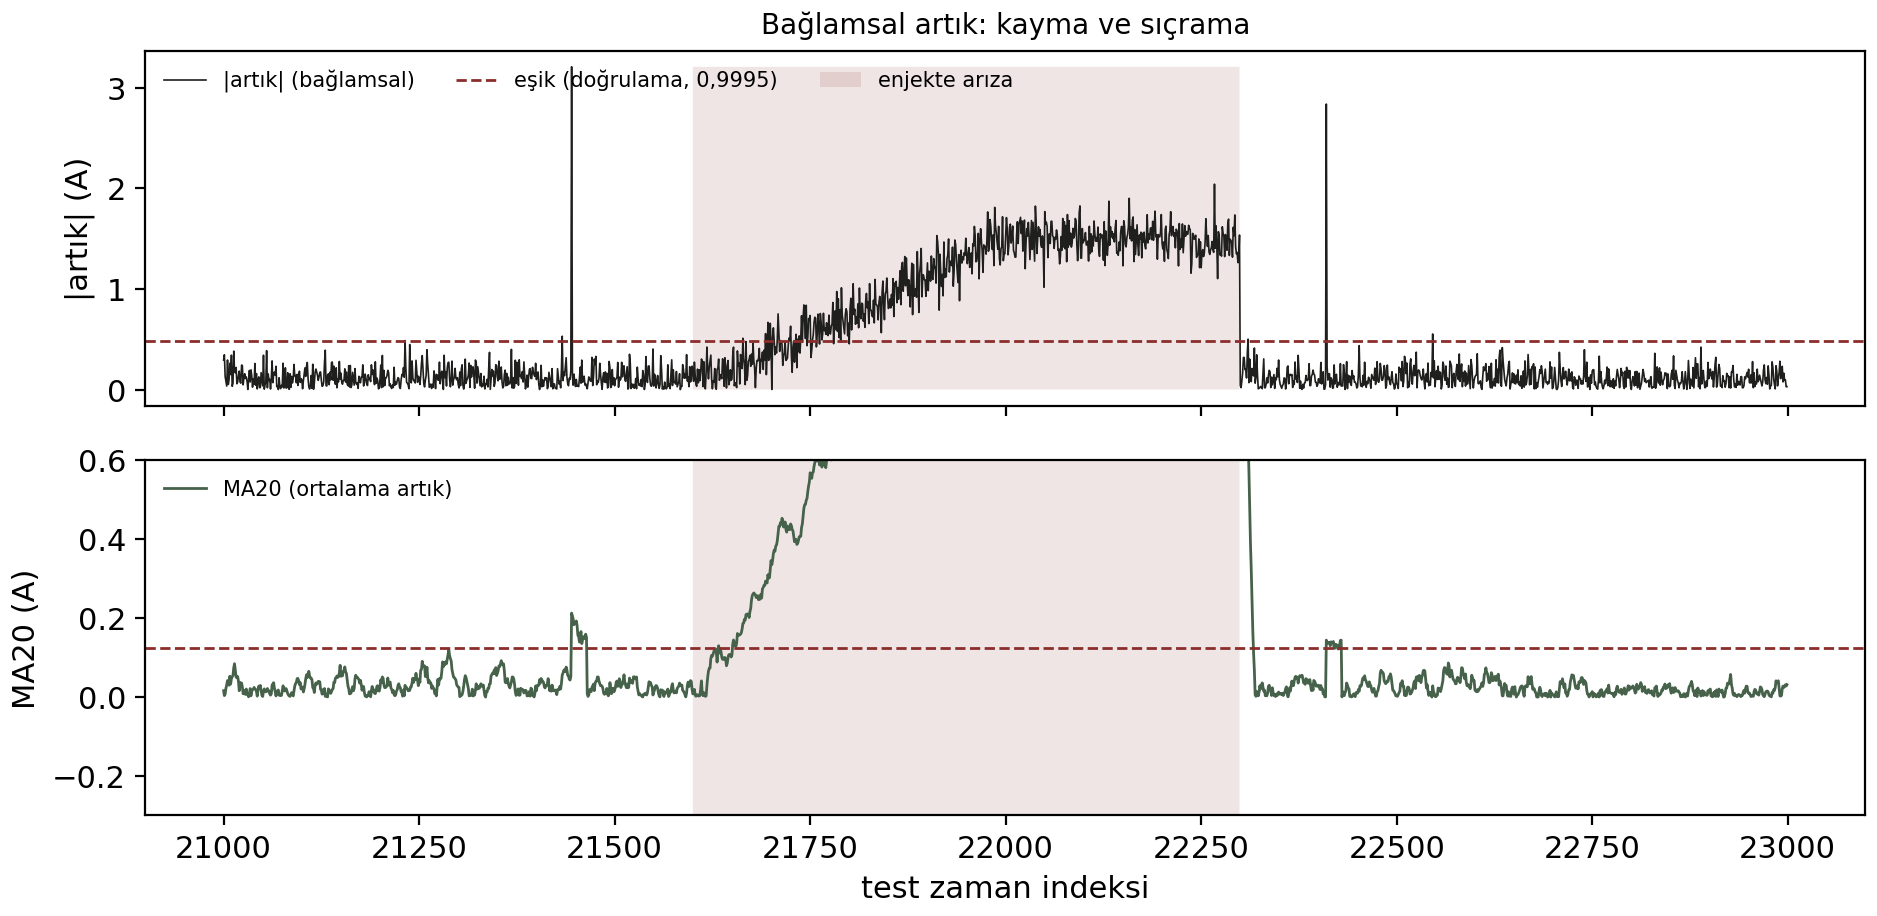 Bağlamsal artık: kayma ve sıçrama
|artık| (bağlamsal)
eşik (doğrulama, 0,9995)
enjekte arıza
|artık| (A)
3
2
1
0
MA20 (ortalama artık)
MA20 (A)
0.6
0.4
0.2
0.0
−0.2
21000 21250 21500 21750 22000 22250 22500 22750 23000
test zaman indeksi